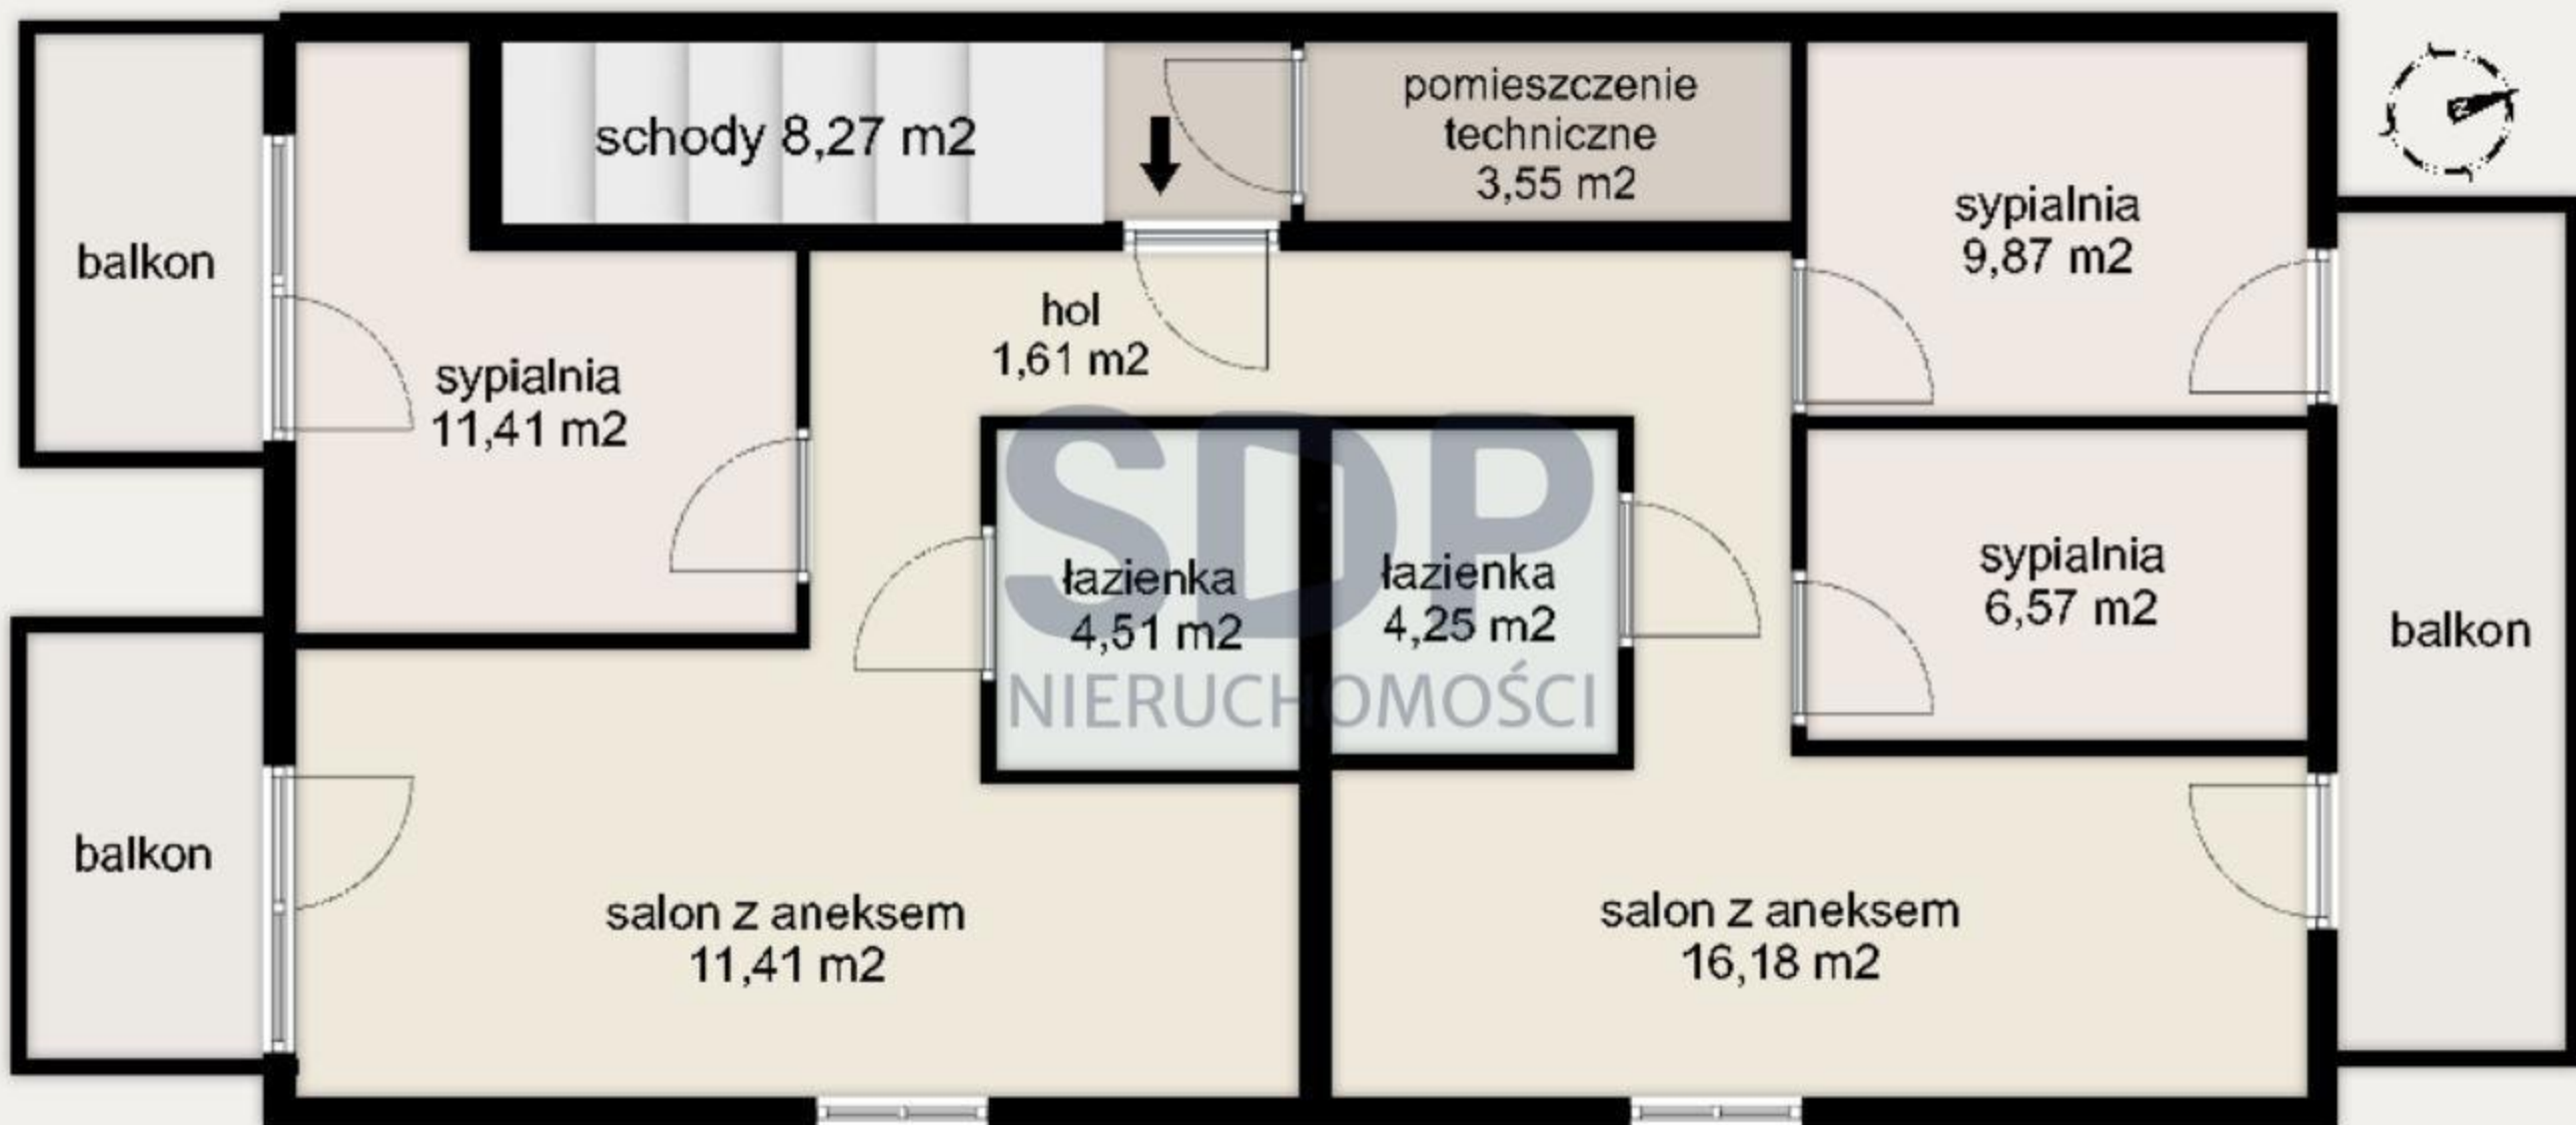 balkon
schody 8,27 m2
pomieszczenie
techniczne
3,55 m2
sypialnia
9,87 m2
hol
1,61 m2
sypialnia
11,41 m2
SDP
NIERUCHOMOŚCI
łazienka
4,51 m2
łazienka
4,25 m2
sypialnia
6,57 m2
balkon
balkon
salon z aneksem
11,41 m2
salon z aneksem
16,18 m2